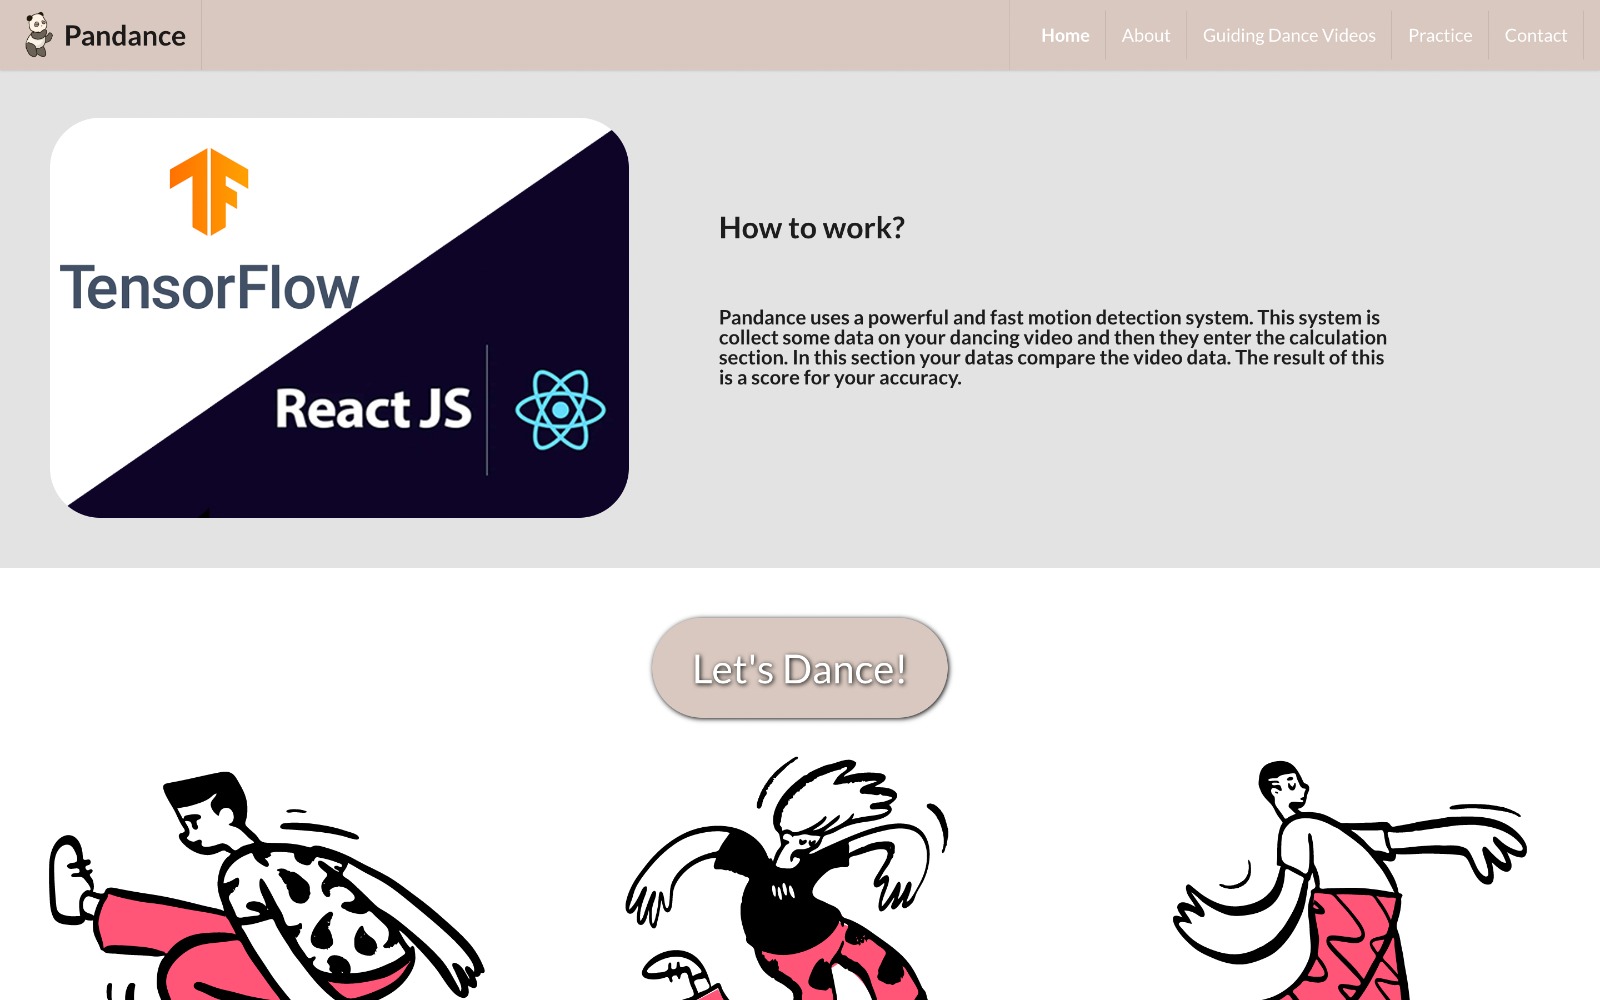 Pandance
Home
About
Guiding Dance Videos
Practice
Contact
TensorFlow
React JS
How to work?
Pandance uses a powerful and fast motion detection system. This system is
collect some data on your dancing video and then they enter the calculation
section. In this section your datas compare the video data. The result of this
is a score for your accuracy.
Let's Dance!